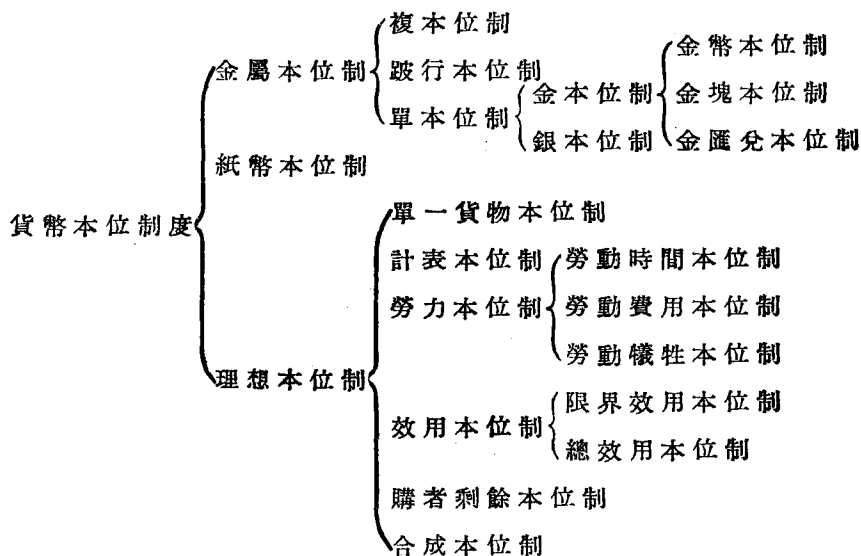 貨幣本位制度
金屬本位制
複本位制
跛行本位制
單本位制
金本位制
金幣本位制
金塊本位制
金匯兌本位制
銀本位制
紙幣本位制
理想本位制
單一貨物本位制
計表本位制
勞力本位制
勞動時間本位制
勞動費用本位制
勞動犧牲本位制
效用本位制
限界效用本位制
總效用本位制
購者剩餘本位制
合成本位制